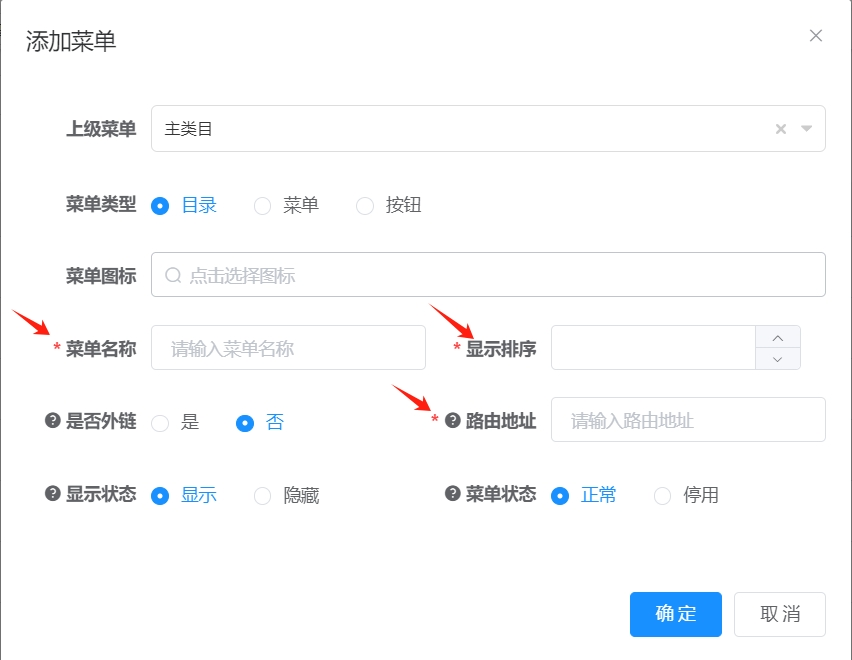 添加菜单
上级菜单 主类目
菜单类型 目录 菜单 按钮
菜单图标 点击选择图标
* 菜单名称 请输入菜单名称 * 显示排序
? 是否外链 是 否 * ? 路由地址 请输入路由地址
? 显示状态 显示 隐藏 ? 菜单状态 正常 停用
确定 取消